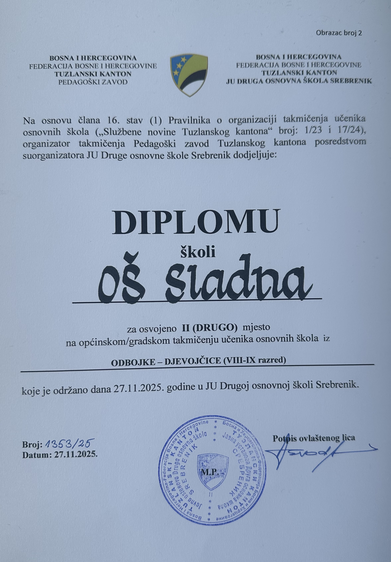 Obrazac broj 2
BOSNA I HERCEGOVINA
FEDERACIJA BOSNE I HERCEGOVINE
TUZLANSKI KANTON
PEDAGOŠKI ZAVOD
BOSNA I HERCEGOVINA
FEDERACIJA BOSNE I HERCEGOVINE
TUZLANSKI KANTON
JU DRUGA OSNOVNA ŠKOLA SREBRENIK
Na osnovu člana 16. stav (1) Pravilnika o organizaciji takmičenja učenika
osnovnih škola („Službene novine Tuzlanskog kantona“ broj: 1/23 i 17/24),
organizator takmičenja Pedagoški zavod Tuzlanskog kantona posredstvom
suorganizatora JU Druge osnovne škole Srebrenik dodjeljuje:
DIPLOMU
školi
OŠ Sladna
za osvojeno II (DRUGO) mjesto
na općinskom/gradskom takmičenju učenika osnovnih škola iz
ODBOJKE – DJEVOJČICE (VIII-IX razred)
koje je održano dana 27.11.2025. godine u JU Drugoj osnovnoj školi Srebrenik.
Broj: 1353/25
Datum: 27.11.2025.
M.P.
Potpis ovlaštenog lica